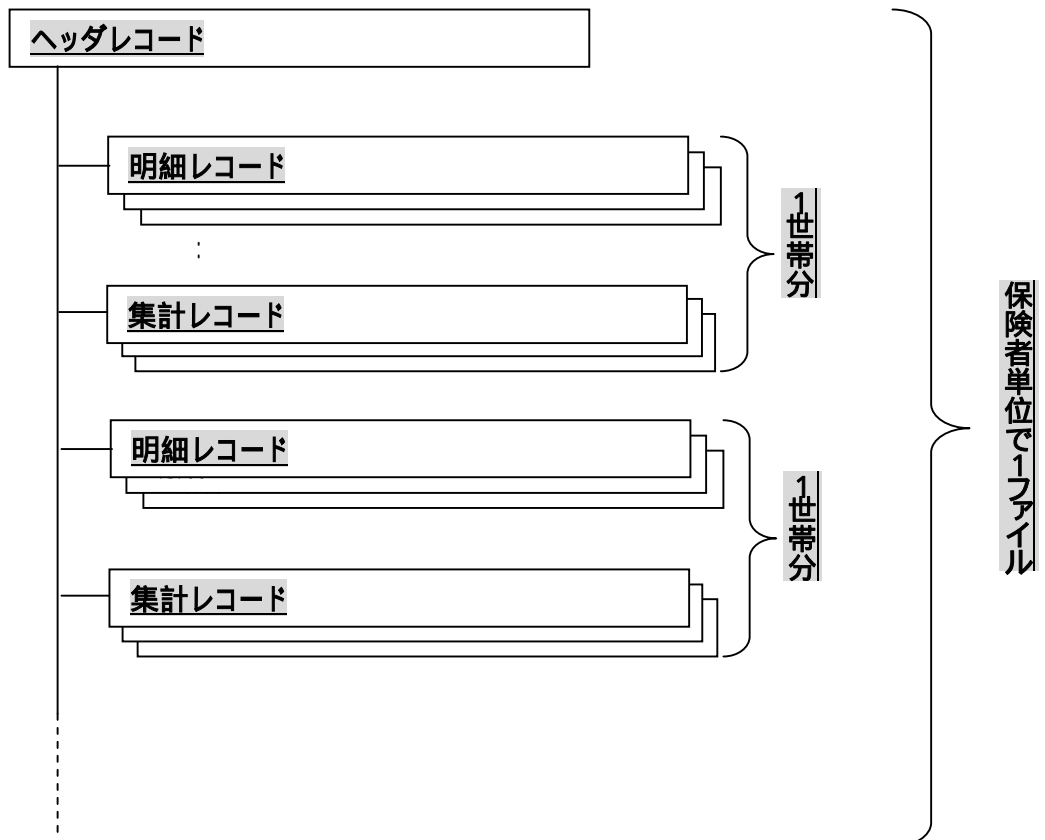 ヘッダレコード
明細レコード
:
集計レコード
1世帯分
明細レコード
集計レコード
1世帯分
保険者単位で1ファイル